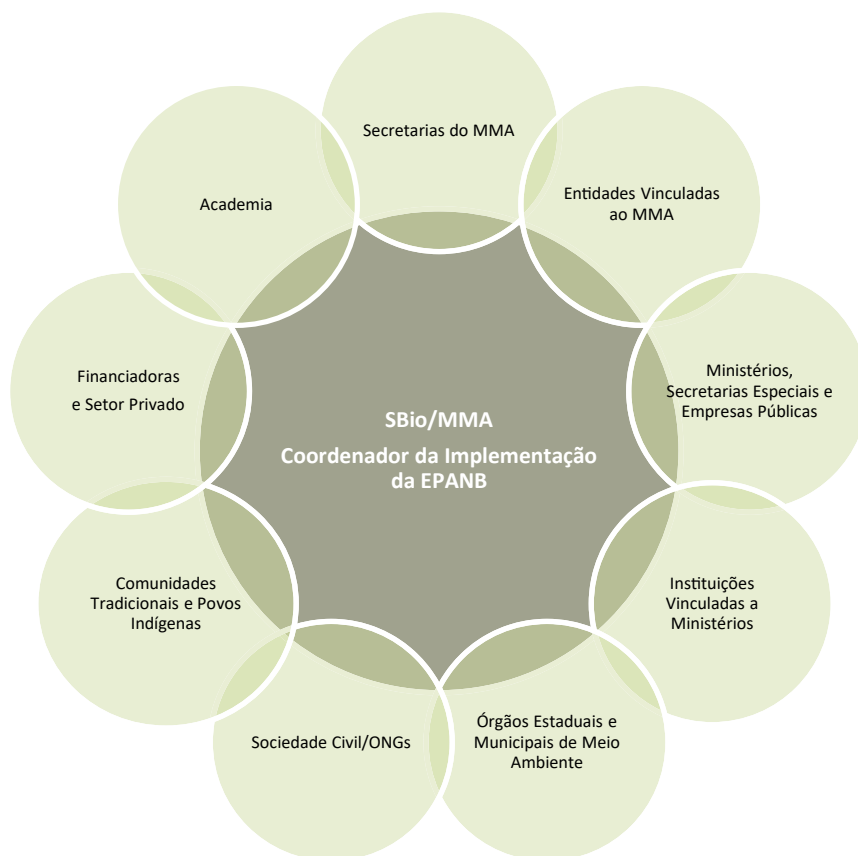 Secretarias do MMA
Entidades Vinculadas
ao MMA
Ministérios,
Secretarias Especiais e
Empresas Públicas
Instituições
Vinculadas a
Ministérios
Órgãos Estaduais e
Municipais de Meio
Ambiente
Sociedade Civil/ONGs
Comunidades
Tradicionais e Povos
Indígenas
Financiadoras
e Setor Privado
Academia
SBio/MMA
Coordenador da Implementação
da EPANB